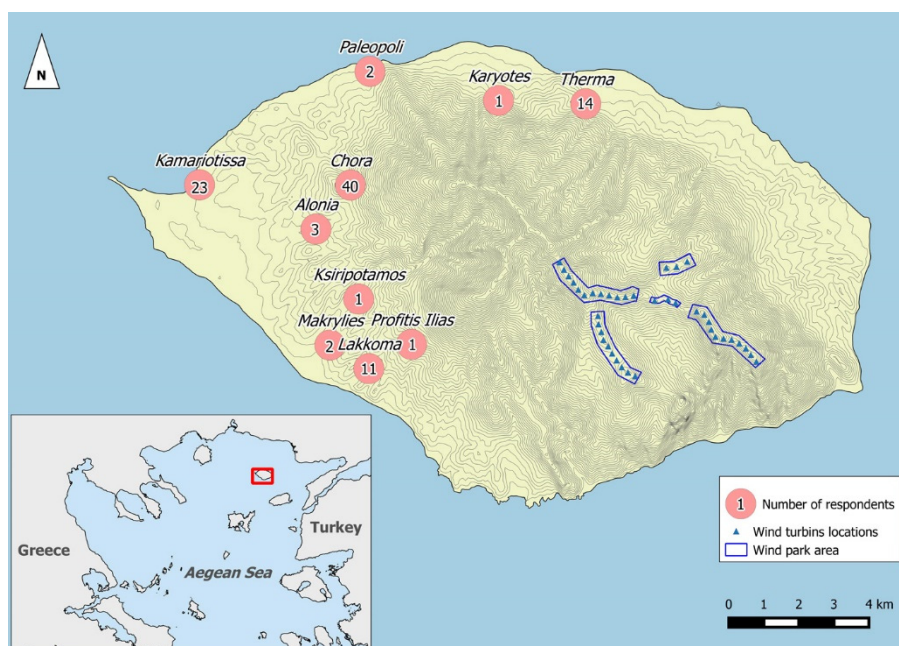 N
Paleopoli
2
Karyotes
1
Therma
14
Kamariotissa
23
Chora
40
Alonia
3
Ksiripotamos
1
Makrylies
2
Profitis Ilias
1
Lakkoma
11
Greece
Turkey
Aegean Sea
1 Number of respondents
Wind turbins locations
Wind park area
0 1 2 3 4 km